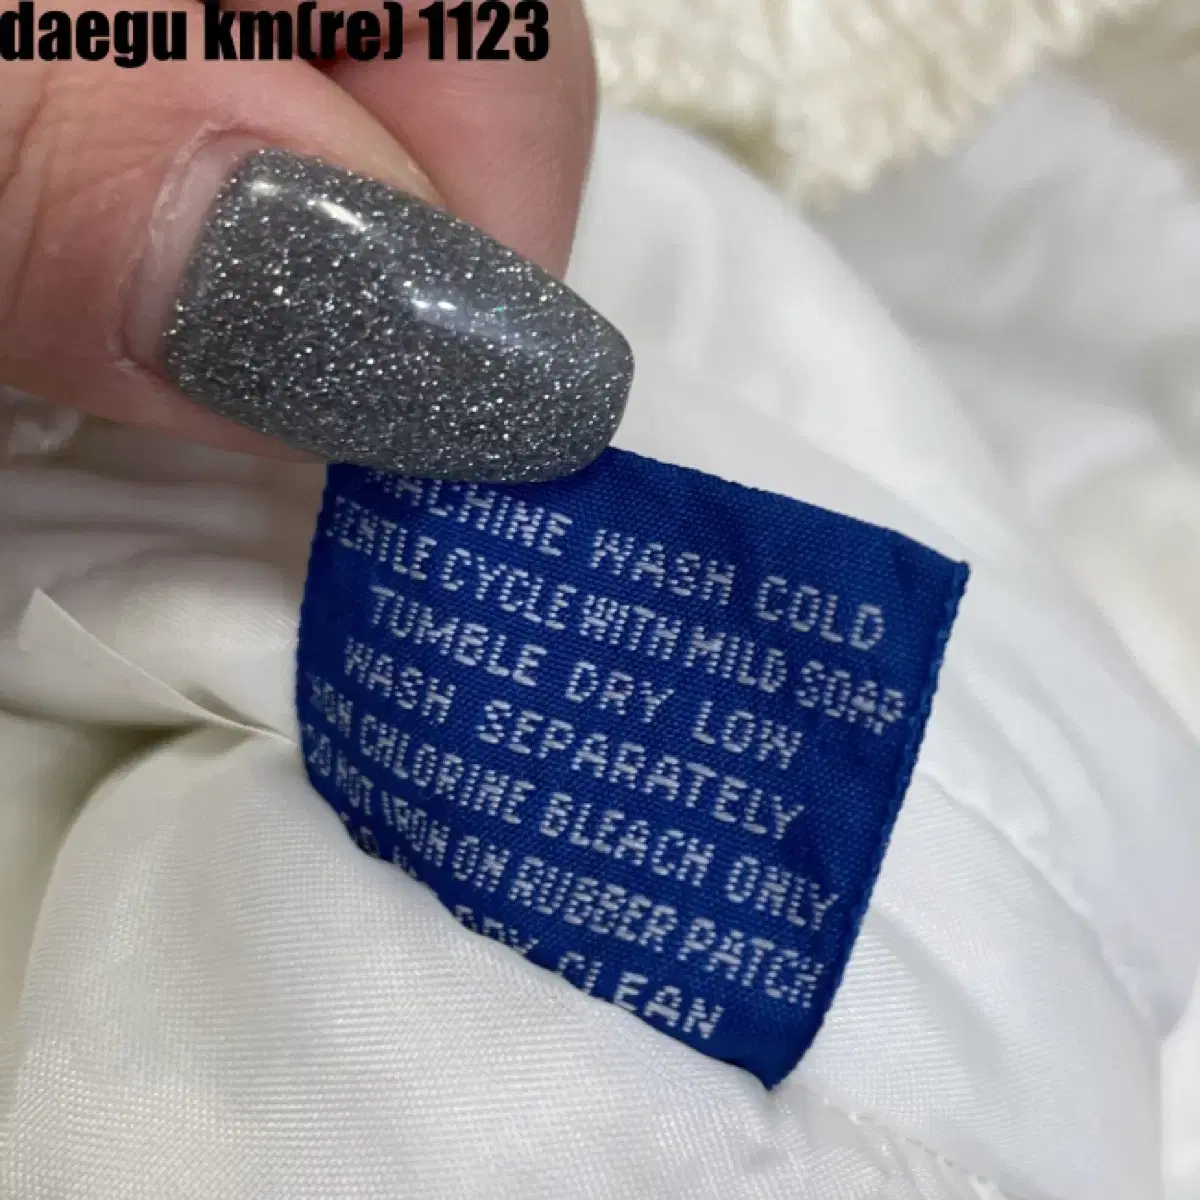 daegu km(re) 1123
MACHINE WASH COLD
GENTLE CYCLE WITH MILD SOAP
TUMBLE DRY LOW
WASH SEPARATELY
NON CHLORINE BLEACH ONLY
DO NOT IRON ON RUBBER PATCH
DRY CLEAN